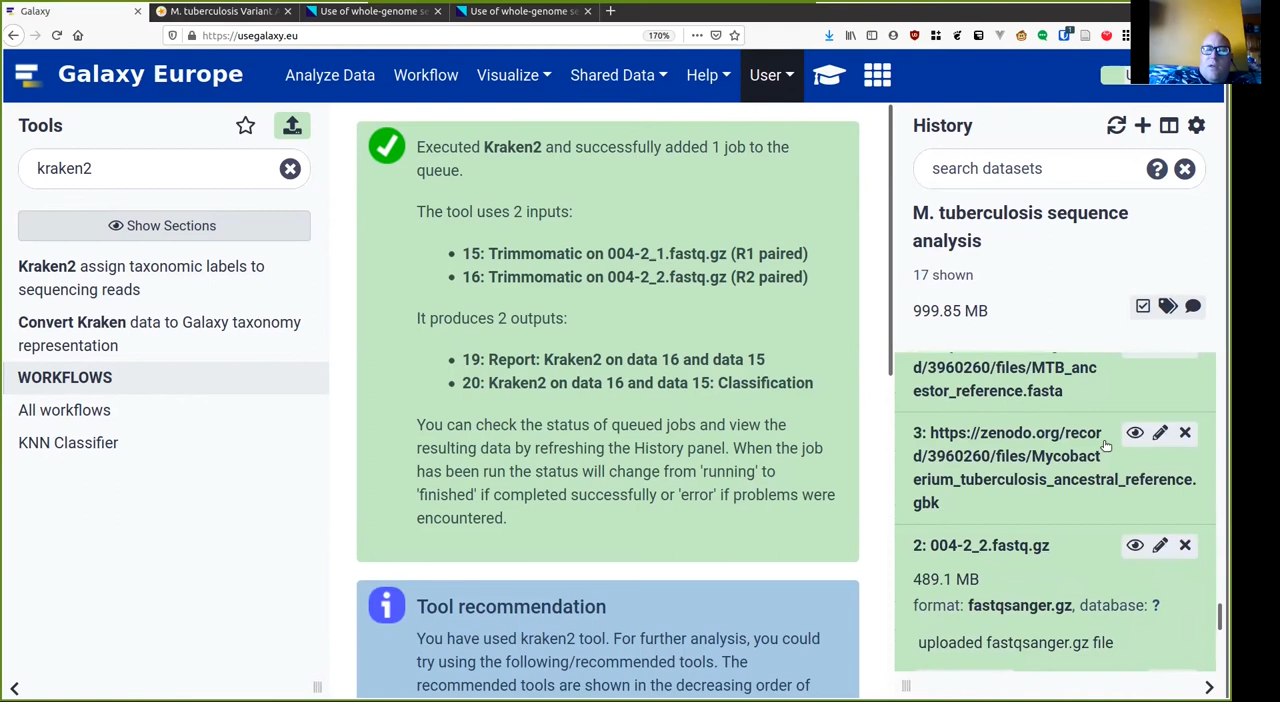 Galaxy
M. tuberculosis Variant
Use of whole-genome se
Use of whole-genome se
https://usegalaxy.eu
170%
Galaxy Europe
Analyze Data
Workflow
Visualize
Shared Data
Help
User
U
Tools
kraken2
Show Sections
Kraken2 assign taxonomic labels to
sequencing reads
Convert Kraken data to Galaxy taxonomy
representation
WORKFLOWS
All workflows
KNN Classifier
Executed Kraken2 and successfully added 1 job to the
queue.
The tool uses 2 inputs:
• 15: Trimmomatic on 004-2_1.fastq.gz (R1 paired)
• 16: Trimmomatic on 004-2_2.fastq.gz (R2 paired)
It produces 2 outputs:
• 19: Report: Kraken2 on data 16 and data 15
• 20: Kraken2 on data 16 and data 15: Classification
You can check the status of queued jobs and view the
resulting data by refreshing the History panel. When the job
has been run the status will change from 'running' to
'finished' if completed successfully or 'error' if problems were
encountered.
Tool recommendation
You have used kraken2 tool. For further analysis, you could
try using the following/recommended tools. The
recommended tools are shown in the decreasing order of
History
search datasets
M. tuberculosis sequence
analysis
17 shown
999.85 MB
d/3960260/files/MTB_anc
estor_reference.fasta
3: https://zenodo.org/recor
d/3960260/files/Mycobact
erium_tuberculosis_ancestral_reference.
gbk
2: 004-2_2.fastq.gz
489.1 MB
format: fastqsanger.gz, database: ?
uploaded fastqsanger.gz file